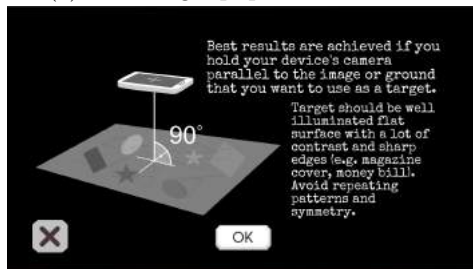 Best results are achieved if you
hold your device's camera
parallel to the image or ground
that you want to use as a target.
Target should be well
illuminated flat
surface with a lot of
contrast and sharp
edges (e.g. magazine
cover, money bill).
Avoid repeating
patterns and
symmetry.
90°
OK